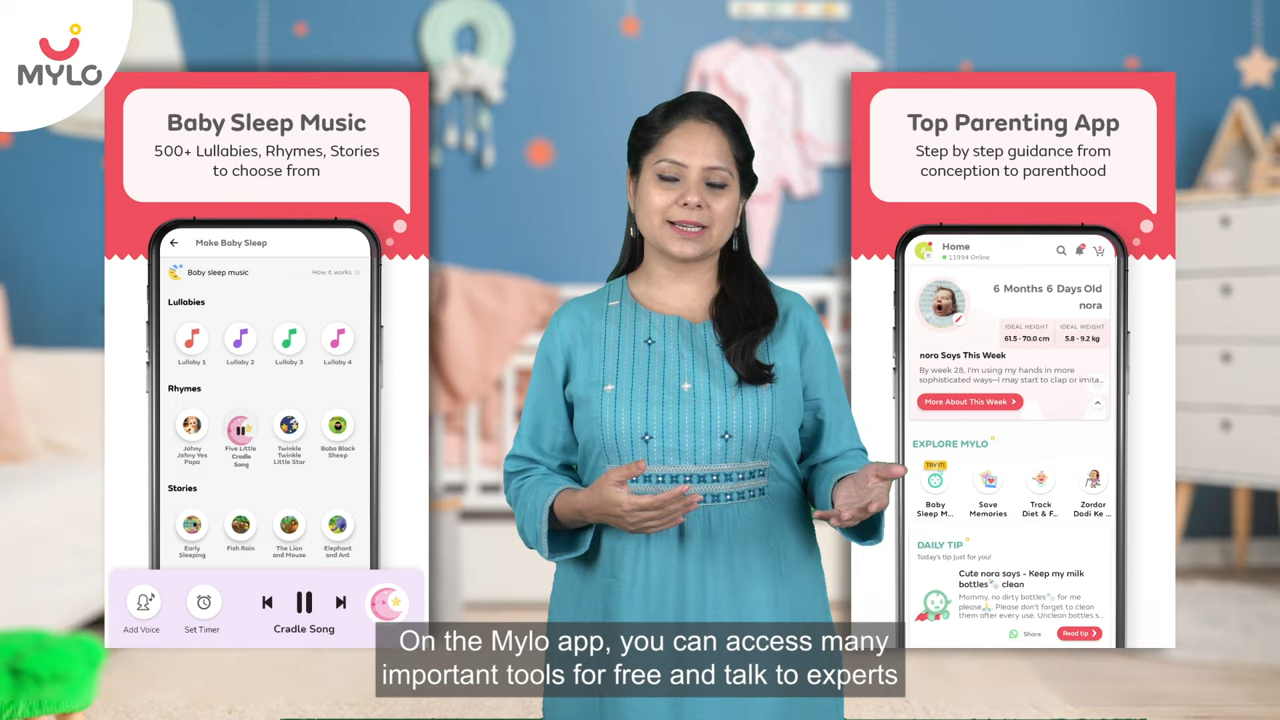 MYLO
Baby Sleep Music
500+ Lullabies, Rhymes, Stories
to choose from
Make Baby Sleep
Baby sleep music
How it works
Lullabies
Lullaby 1
Lullaby 2
Lullaby 3
Lullaby 4
Rhymes
Johny
Johny Yes
Papa
Five Little
Cradle
Song
Twinkle
Twinkle
Little Star
Baba Black
Sheep
Stories
Early
Sleeping
Fish Rain
The Lion
and Mouse
Elephant
and Ant
Add Voice
Set Timer
Cradle Song
Top Parenting App
Step by step guidance from
conception to parenthood
Home
11994 Online
6 Months 6 Days Old
nora
IDEAL HEIGHT
61.5 - 70.0 cm
IDEAL WEIGHT
5.8 - 9.2 kg
nora Says This Week
By week 28, I'm using my hands in more
sophisticated ways—I may start to clap or imita...
More About This Week
EXPLORE MYLO
TRY IT!
Baby
Sleep M...
Save
Memories
Track
Diet & F...
Zordar
Dadi Ke ...
DAILY TIP
Today's tip just for you!
Cute nora says - Keep my milk
bottles🍼 clean
Mommy, no dirty bottles🍼 for me
please🙏. Please don't forget to clean
them after every use. Unclean bottles s...
Share
Read tip
On the Mylo app, you can access many
important tools for free and talk to experts